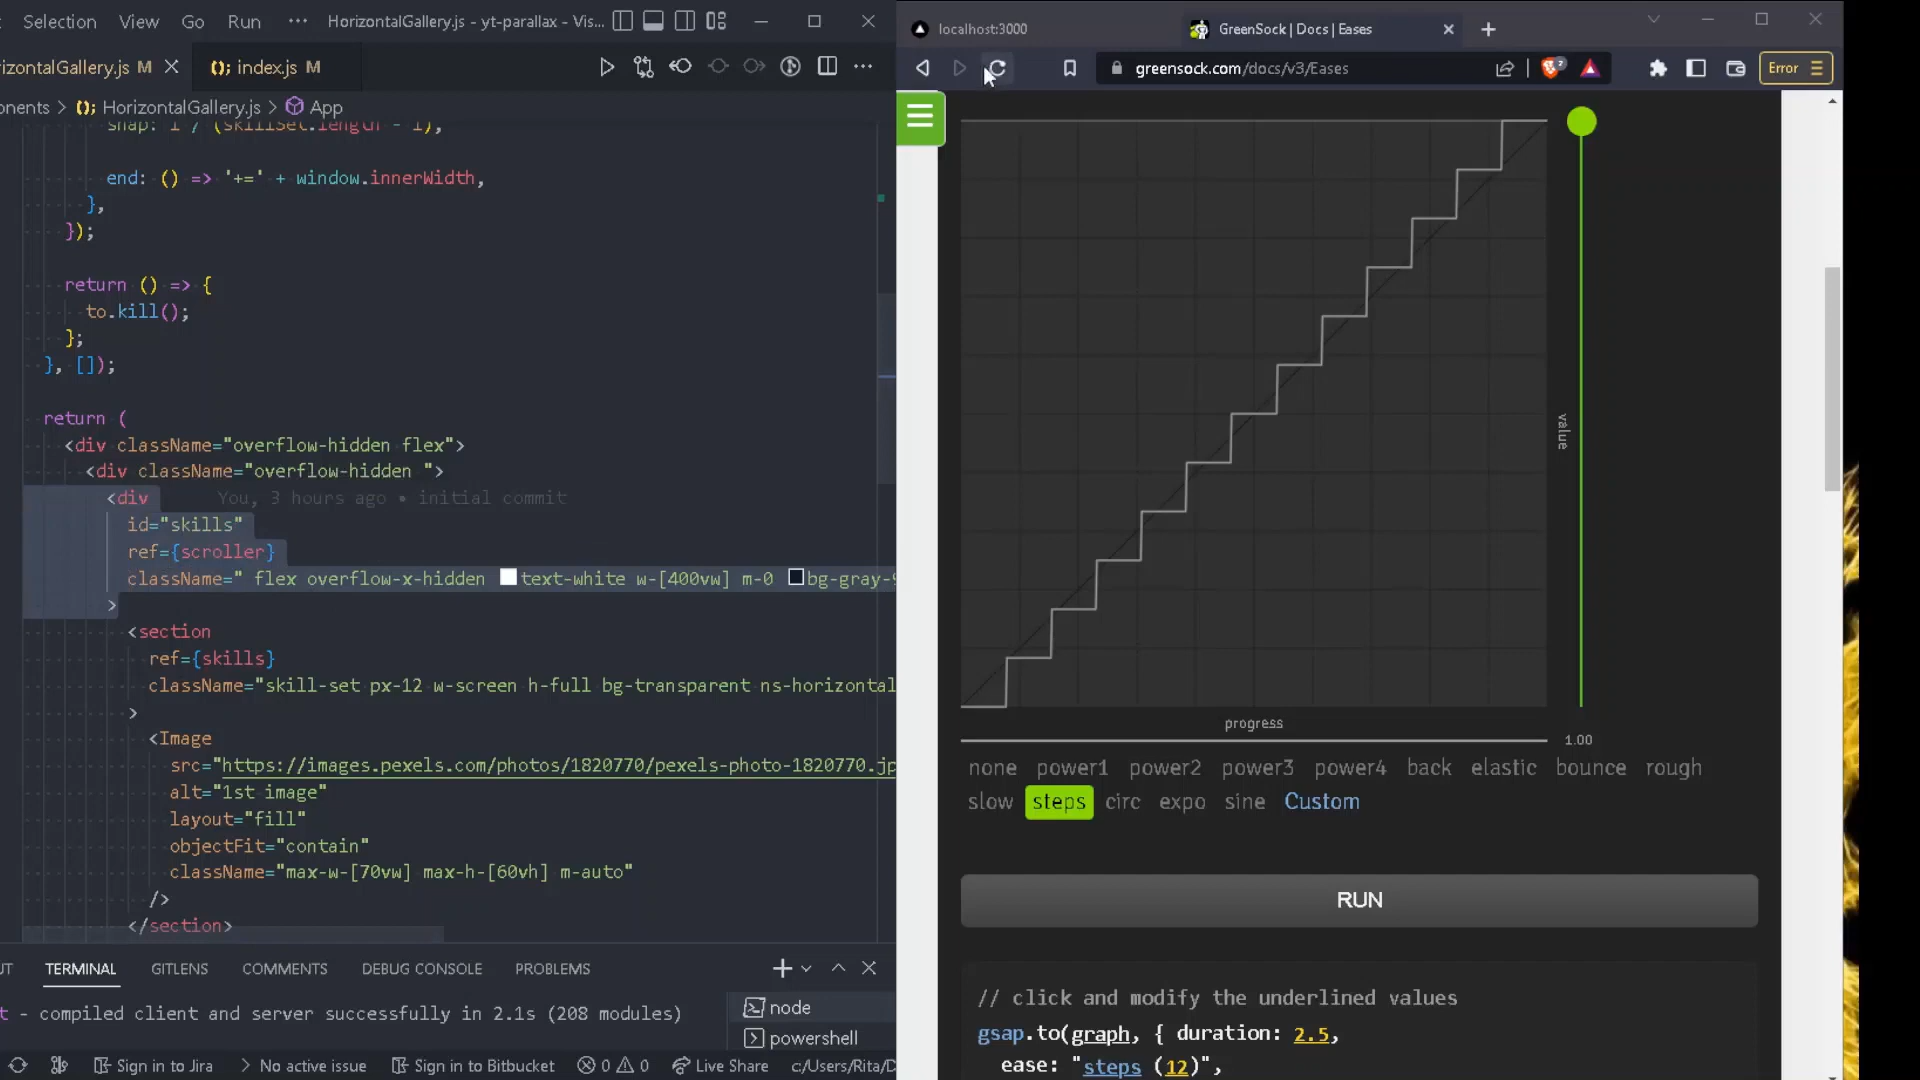 Selection View Go Run ··· HorizontalGallery.js - yt-parallax - Vis...
izontalGallery.js M index.js M
onents > HorizontalGallery.js > App
snap: 1 / (skillSet.length - 1),
end: () => '+=' + window.innerWidth,
},
});
return () => {
to.kill();
};
}, []);
return (
<div className="overflow-hidden flex">
<div className="overflow-hidden ">
<div You, 3 hours ago • initial commit
id="skills"
ref={scroller}
className=" flex overflow-x-hidden text-white w-[400vw] m-0 bg-gray-9
>
<section
ref={skills}
className="skill-set px-12 w-screen h-full bg-transparent ns-horizontal
>
<Image
src="https://images.pexels.com/photos/1820770/pexels-photo-1820770.jp
alt="1st image"
layout="fill"
objectFit="contain"
className="max-w-[70vw] max-h-[60vh] m-auto"
/>
</section>
UT TERMINAL GITLENS COMMENTS DEBUG CONSOLE PROBLEMS
t - compiled client and server successfully in 2.1s (208 modules)
node
powershell
Sign in to Jira No active issue Sign in to Bitbucket 0 0 Live Share c:/Users/Rita/D
localhost:3000 GreenSock | Docs | Eases
greensock.com/docs/v3/Eases 2 Error
value
progress
1.00
none power1 power2 power3 power4 back elastic bounce rough
slow steps circ expo sine Custom
RUN
// click and modify the underlined values
gsap.to(graph, { duration: 2.5,
ease: "steps (12)",